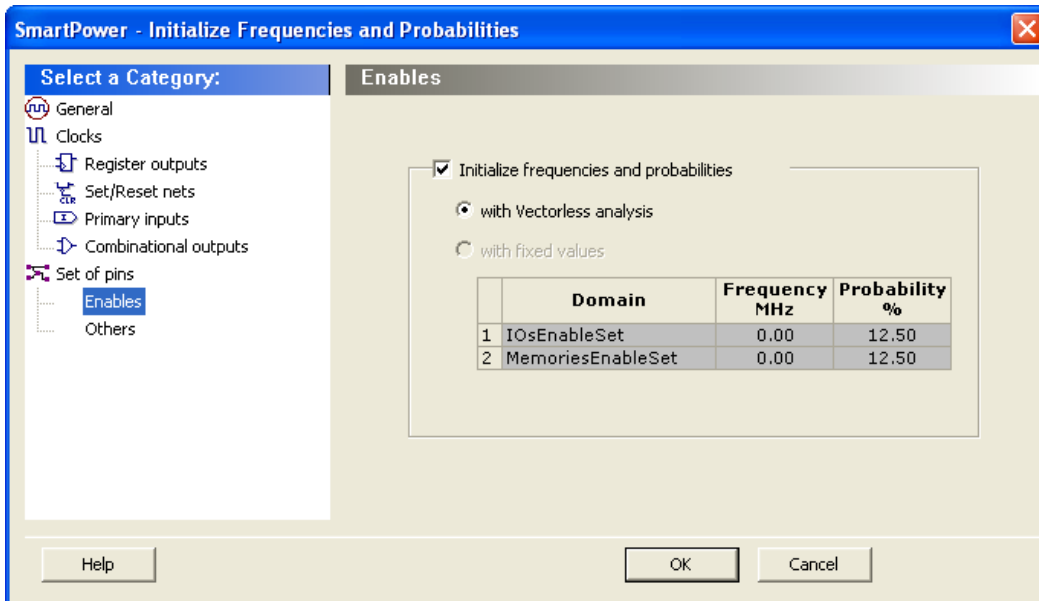 SmartPower - Initialize Frequencies and Probabilities
Select a Category:
General
Clocks
Register outputs
CLR Set/Reset nets
Primary inputs
Combinational outputs
Set of pins
Enables
Others
Enables
Initialize frequencies and probabilities
with Vectorless analysis
with fixed values
Domain Frequency MHz Probability %
1 IOsEnableSet 0.00 12.50
2 MemoriesEnableSet 0.00 12.50
Help OK Cancel